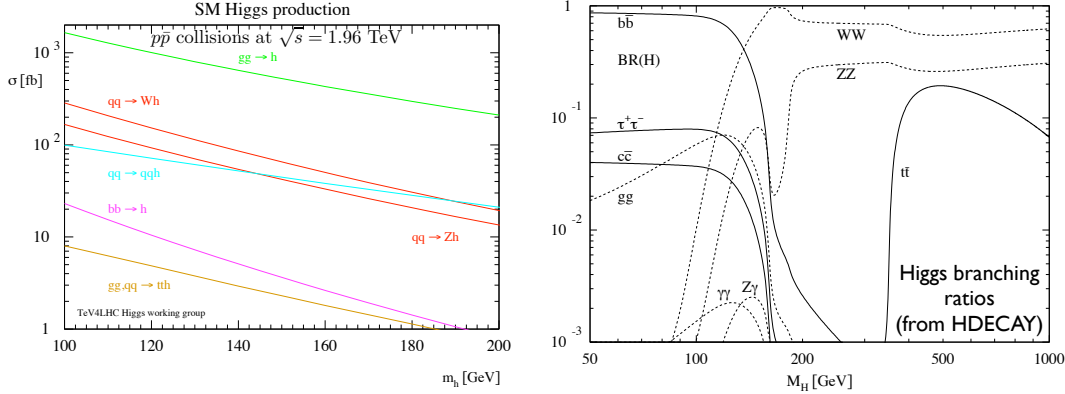 SM Higgs production
pp̄ collisions at √s = 1.96 TeV
σ [fb]
10³
10²
10
1
gg → h
qq → Wh
qq → qqh
bb → h
qq → Zh
gg,qq → tth
TeV4LHC Higgs working group
100 120 140 160 180 200
m_h [GeV]
1
10⁻¹
10⁻²
10⁻³
bb̄
BR(H)
WW
ZZ
τ⁺τ⁻
cc̄
gg
tt̄
γγ
Zγ
Higgs branching
ratios
(from HDECAY)
50 100 200 500 1000
M_H [GeV]